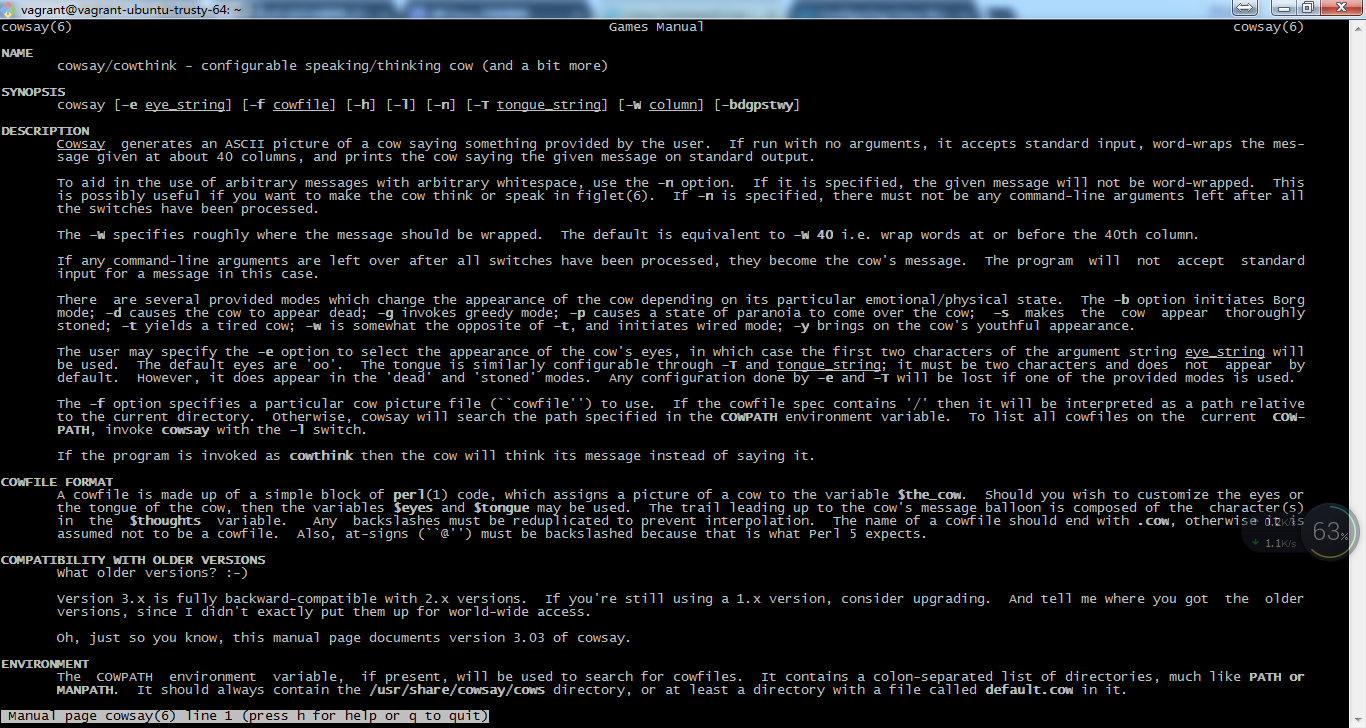 vagrant@vagrant-ubuntu-trusty-64: ~
cowsay(6) Games Manual cowsay(6)
NAME
cowsay/cowthink - configurable speaking/thinking cow (and a bit more)
SYNOPSIS
cowsay [-e eye_string] [-f cowfile] [-h] [-l] [-n] [-T tongue_string] [-W column] [-bdgpstwy]
DESCRIPTION
Cowsay generates an ASCII picture of a cow saying something provided by the user. If run with no arguments, it accepts standard input, word-wraps the mes-
sage given at about 40 columns, and prints the cow saying the given message on standard output.
To aid in the use of arbitrary messages with arbitrary whitespace, use the -n option. If it is specified, the given message will not be word-wrapped. This
is possibly useful if you want to make the cow think or speak in figlet(6). If -n is specified, there must not be any command-line arguments left after all
the switches have been processed.
The -W specifies roughly where the message should be wrapped. The default is equivalent to -W 40 i.e. wrap words at or before the 40th column.
If any command-line arguments are left over after all switches have been processed, they become the cow's message. The program will not accept standard
input for a message in this case.
There are several provided modes which change the appearance of the cow depending on its particular emotional/physical state. The -b option initiates Borg
mode; -d causes the cow to appear dead; -g invokes greedy mode; -p causes a state of paranoia to come over the cow; -s makes the cow appear thoroughly
stoned; -t yields a tired cow; -w is somewhat the opposite of -t, and initiates wired mode; -y brings on the cow's youthful appearance.
The user may specify the -e option to select the appearance of the cow's eyes, in which case the first two characters of the argument string eye_string will
be used. The default eyes are 'oo'. The tongue is similarly configurable through -T and tongue_string; it must be two characters and does not appear by
default. However, it does appear in the 'dead' and 'stoned' modes. Any configuration done by -e and -T will be lost if one of the provided modes is used.
The -f option specifies a particular cow picture file (``cowfile'') to use. If the cowfile spec contains '/' then it will be interpreted as a path relative
to the current directory. Otherwise, cowsay will search the path specified in the COWPATH environment variable. To list all cowfiles on the current COW-
PATH, invoke cowsay with the -l switch.
If the program is invoked as cowthink then the cow will think its message instead of saying it.
COWFILE FORMAT
A cowfile is made up of a simple block of perl(1) code, which assigns a picture of a cow to the variable $the_cow. Should you wish to customize the eyes or
the tongue of the cow, then the variables $eyes and $tongue may be used. The trail leading up to the cow's message balloon is composed of the character(s)
in the $thoughts variable. Any backslashes must be reduplicated to prevent interpolation. The name of a cowfile should end with .cow, otherwise is
assumed not to be a cowfile. Also, at-signs (``@'') must be backslashed because that is what Perl 5 expects.
63%
1.1K/s
COMPATIBILITY WITH OLDER VERSIONS
What older versions? :-)
Version 3.x is fully backward-compatible with 2.x versions. If you're still using a 1.x version, consider upgrading. And tell me where you got the older
versions, since I didn't exactly put them up for world-wide access.
Oh, just so you know, this manual page documents version 3.03 of cowsay.
ENVIRONMENT
The COWPATH environment variable, if present, will be used to search for cowfiles. It contains a colon-separated list of directories, much like PATH or
MANPATH. It should always contain the /usr/share/cowsay/cows directory, or at least a directory with a file called default.cow in it.
Manual page cowsay(6) line 1 (press h for help or q to quit)